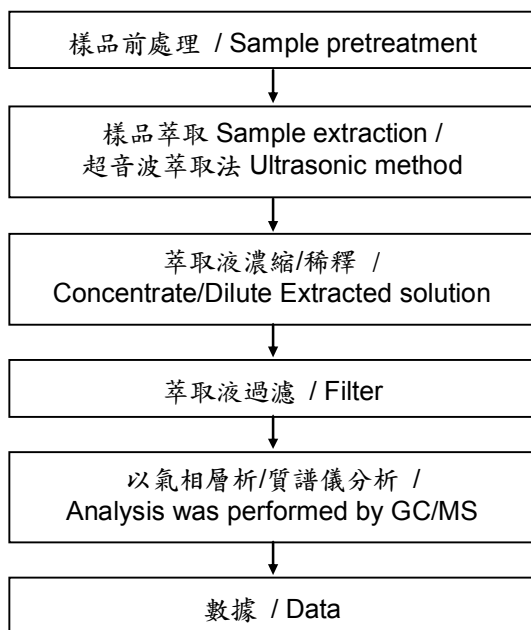 樣品前處理 / Sample pretreatment
樣品萃取 Sample extraction /
超音波萃取法 Ultrasonic method
萃取液濃縮/稀釋 /
Concentrate/Dilute Extracted solution
萃取液過濾 / Filter
以氣相層析/質譜儀分析 /
Analysis was performed by GC/MS
數據 / Data